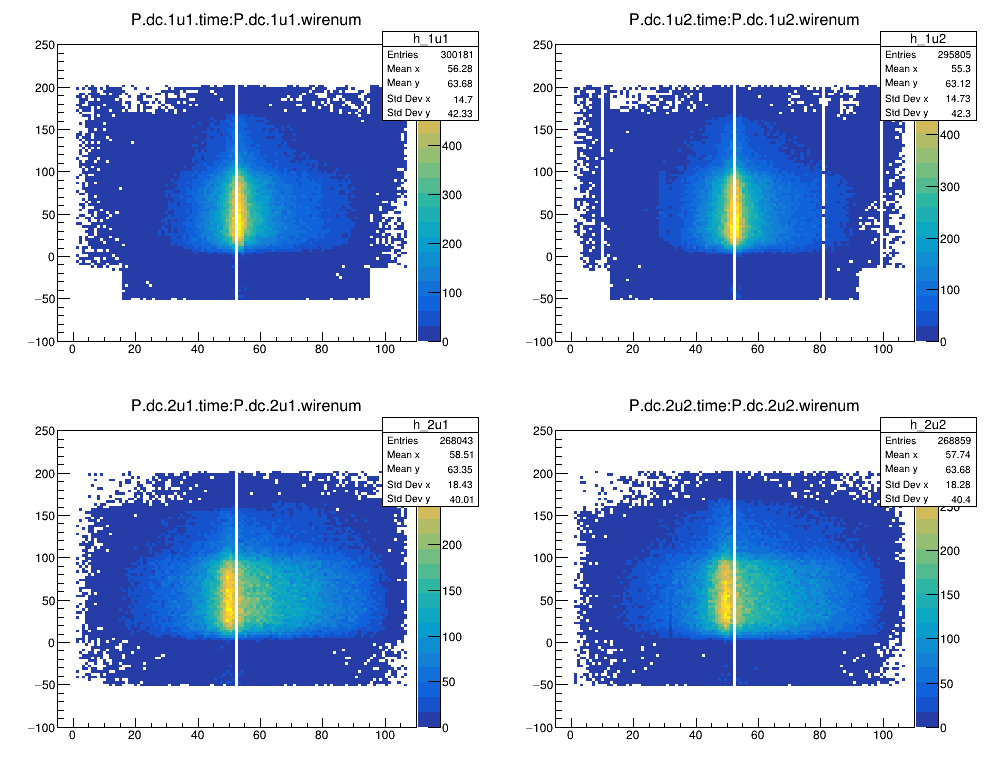 P.dc.1u1.time:P.dc.1u1.wirenum
h_1u1
Entries 300181
Mean x 56.28
Mean y 63.68
Std Dev x 14.7
Std Dev y 42.33
250
200
150
100
50
0
−50
−100
0 20 40 60 80 100
400
300
200
100
0
P.dc.1u2.time:P.dc.1u2.wirenum
h_1u2
Entries 295805
Mean x 55.3
Mean y 63.12
Std Dev x 14.73
Std Dev y 42.3
250
200
150
100
50
0
−50
−100
0 20 40 60 80 100
400
300
200
100
0
P.dc.2u1.time:P.dc.2u1.wirenum
h_2u1
Entries 268043
Mean x 58.51
Mean y 63.35
Std Dev x 18.43
Std Dev y 40.01
250
200
150
100
50
0
−50
−100
0 20 40 60 80 100
200
150
100
50
0
P.dc.2u2.time:P.dc.2u2.wirenum
h_2u2
Entries 268859
Mean x 57.74
Mean y 63.68
Std Dev x 18.28
Std Dev y 40.4
250
200
150
100
50
0
−50
−100
0 20 40 60 80 100
250
200
150
100
50
0